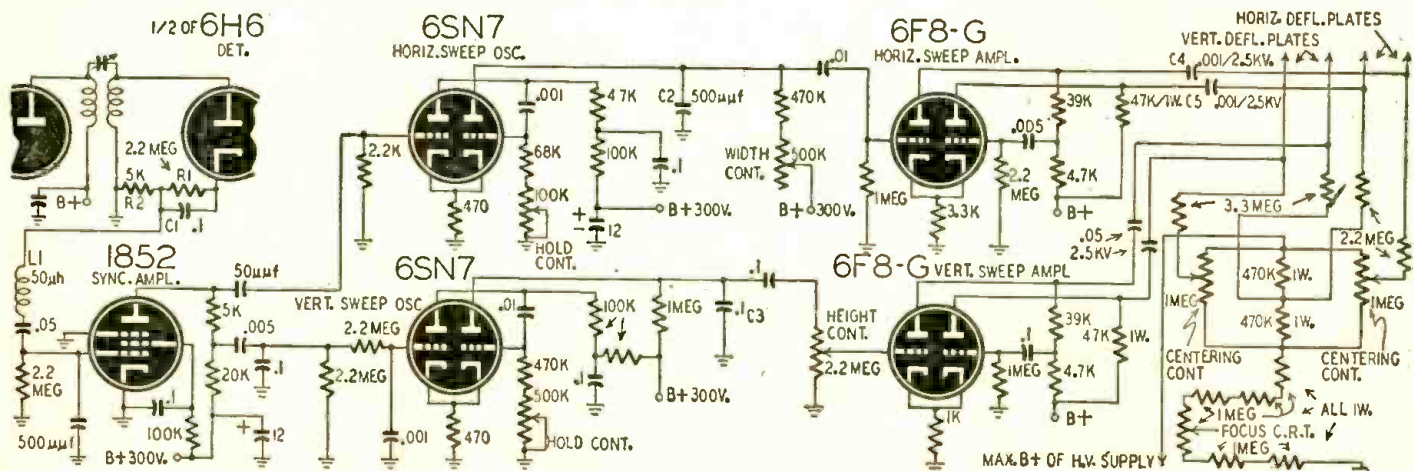 1/2 OF 6H6
DET.
2.2 MEG
R1
5K
R2
B+
C1 .1
L1
50μh
1852
SYNC. AMPL.
.05
2.2
MEG
500μμf
.1
100K
B+300V.
50μμf
5K
.005
20K
12
+
.1
2.2MEG
2.2MEG
.001
6SN7
HORIZ. SWEEP OSC.
2.2K
470
.001
68K
100K
HOLD
CONT.
4.7K
100K
.1
+
-
12
B+300V.
C2
500μμf
470K
WIDTH
CONT.
500K
B+300V.
.01
6SN7
VERT. SWEEP OSC
470
.01
470K
500K
HOLD CONT.
100K
.1
1MEG
B+300V.
.1
.1 C3
HEIGHT
CONT.
2.2MEG
6F8-G
HORIZ. SWEEP AMPL.
1MEG
3.3K
2.2
MEG
.005
39K
4.7K
B+
47K/1W.
C4 .001/2.5KV.
C5 .001/2.5KV
.05
2.5KV
6F8-G VERT. SWEEP AMPL
1K
1MEG
.1
39K
4.7K
B+
47K
1W.
HORIZ. DEFL. PLATES
VERT. DEFL. PLATES
3.3MEG
2.2
MEG
470K
1W.
470K
1W.
1MEG
1MEG
CENTERING
CONT
CENTERING
CONT.
1MEG
ALL 1W.
FOCUS C.R.T.
1MEG
MAX. B+ OF H.V. SUPPLY